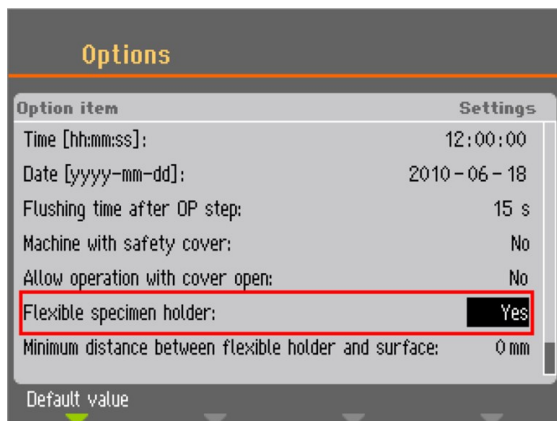 Options
Option item Settings
Time [hh:mm:ss]: 12:00:00
Date [yyyy-mm-dd]: 2010-06-18
Flushing time after OP step: 15 s
Machine with safety cover: No
Allow operation with cover open: No
Flexible specimen holder: Yes
Minimum distance between flexible holder and surface: 0 mm
Default value